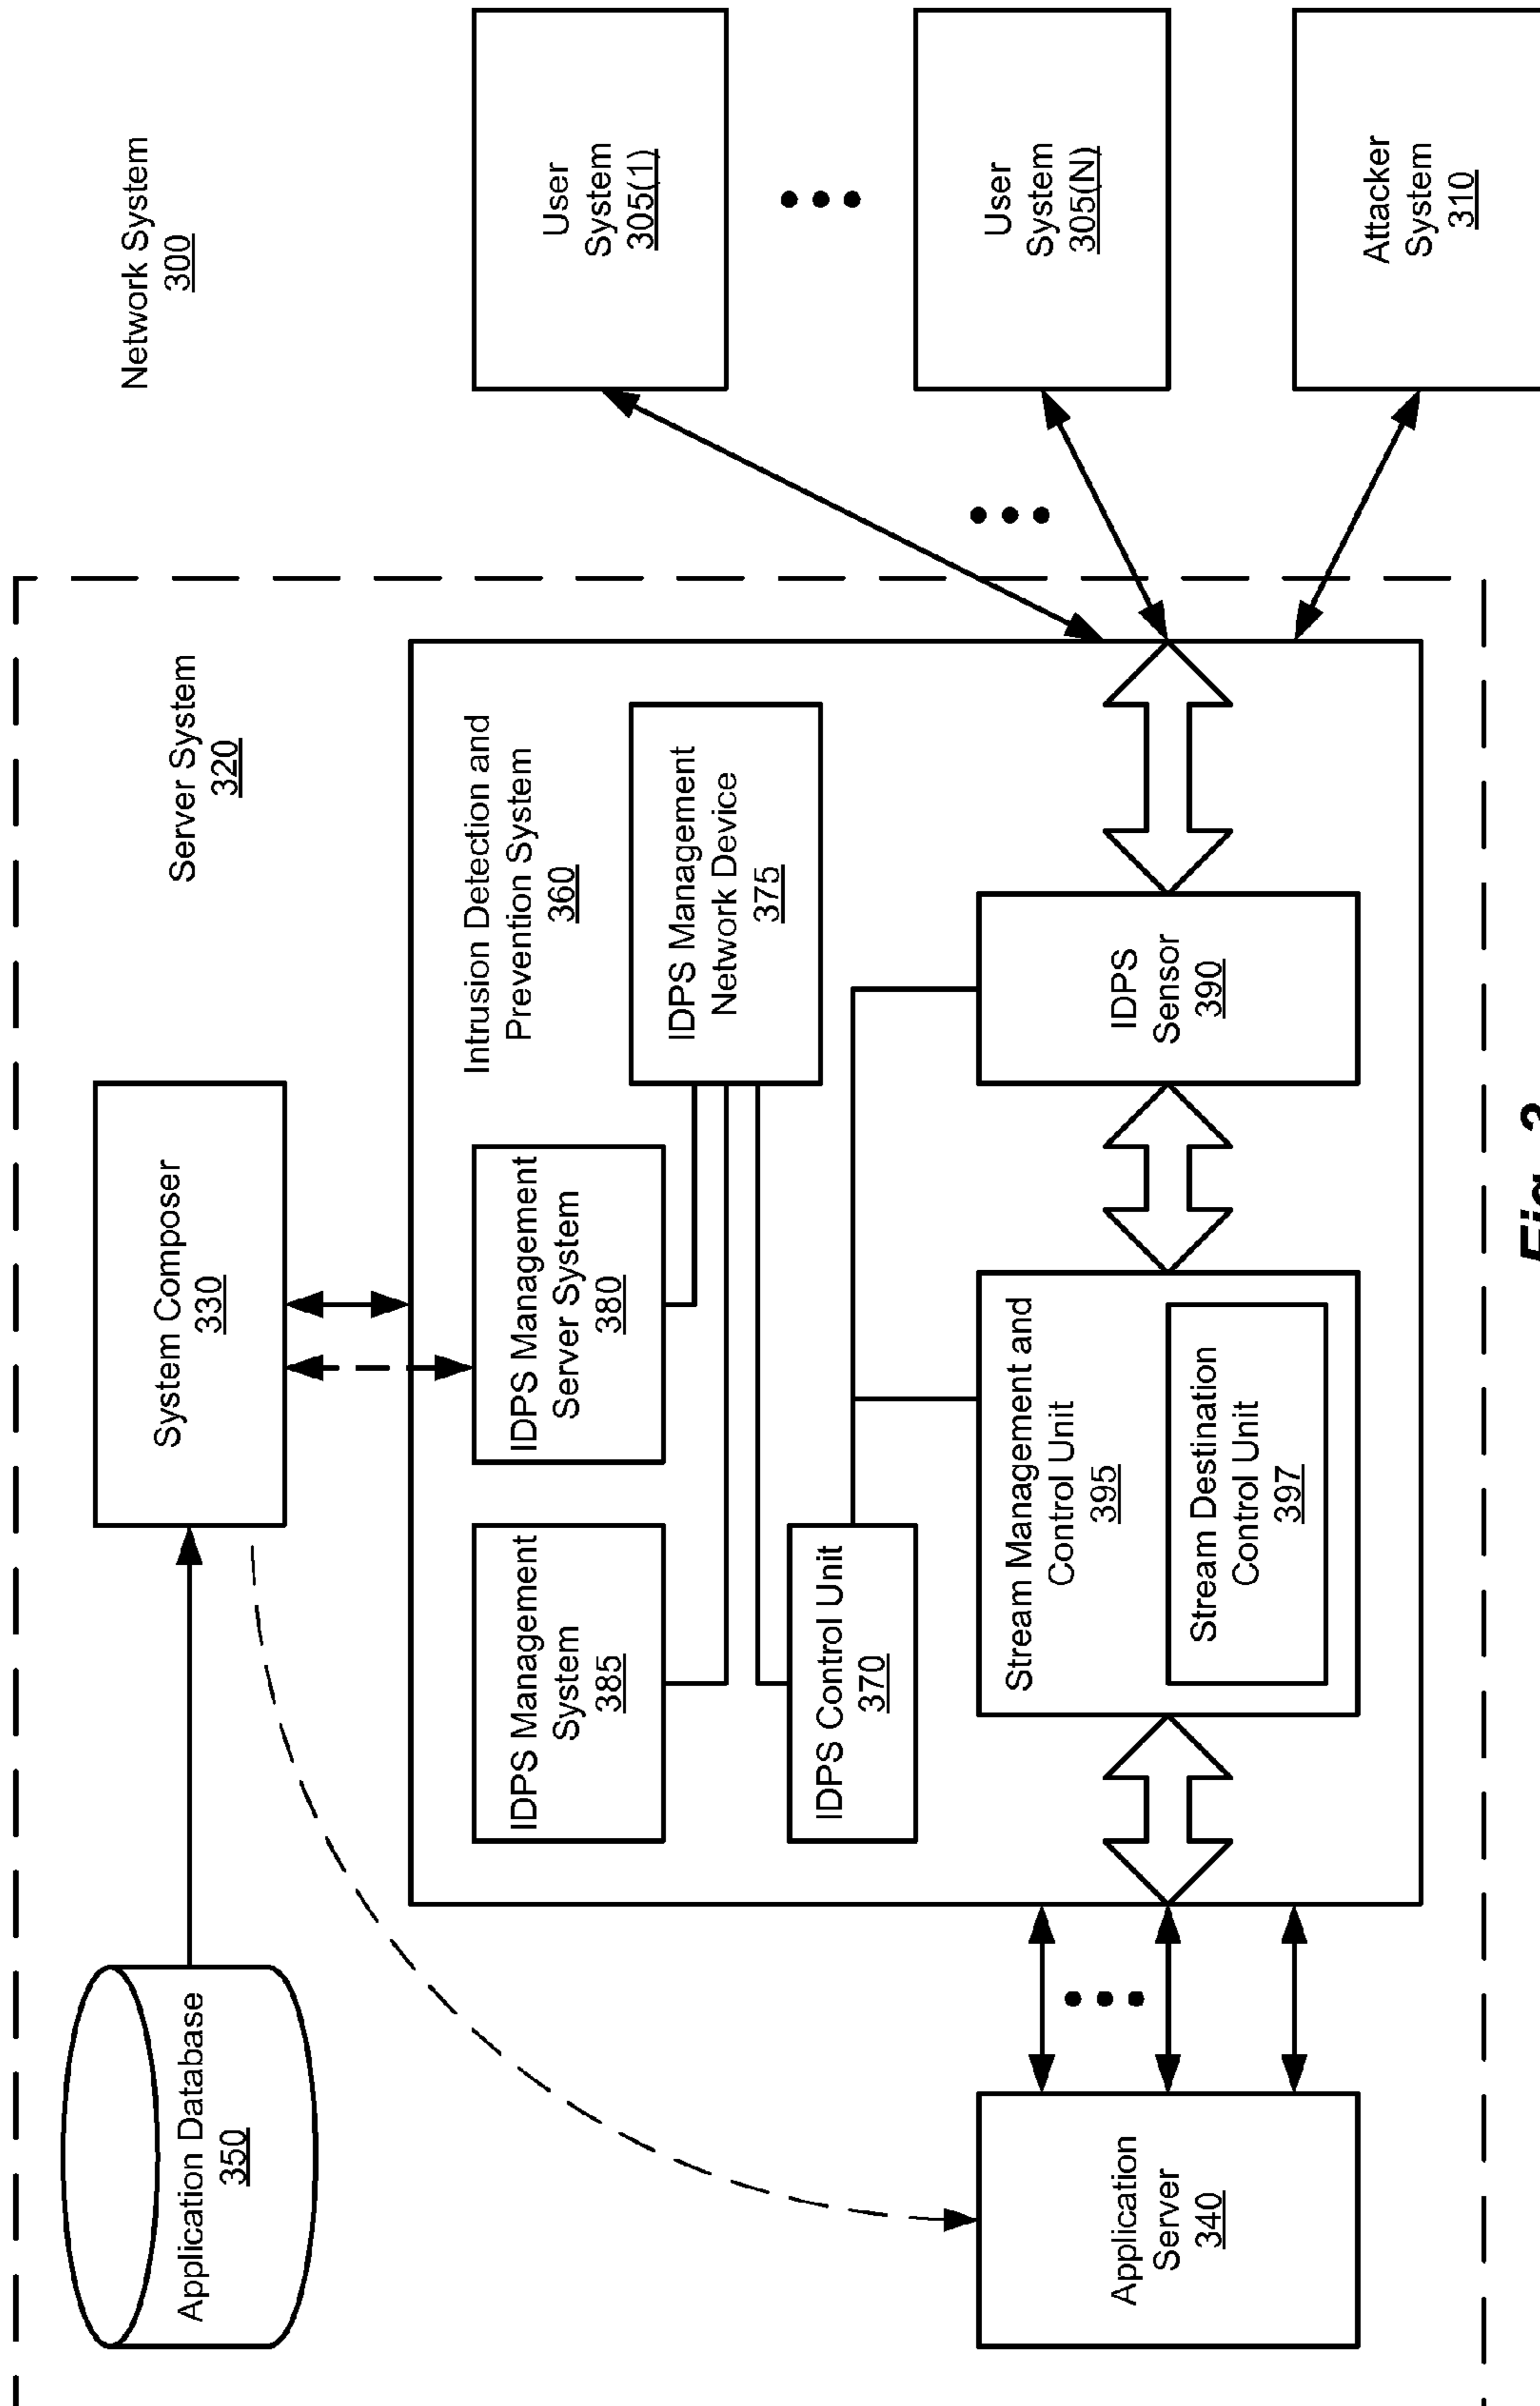 Network System
300
Server System
320
Application Database
350
System Composer
330
Intrusion Detection and
Prevention System
360
IDPS Management
System
385
IDPS Management
Server System
380
IDPS Management
Network Device
375
IDPS Control Unit
370
Stream Management and
Control Unit
395
Stream Destination
Control Unit
397
IDPS
Sensor
390
Application
Server
340
User
System
305(1)
User
System
305(N)
Attacker
System
310